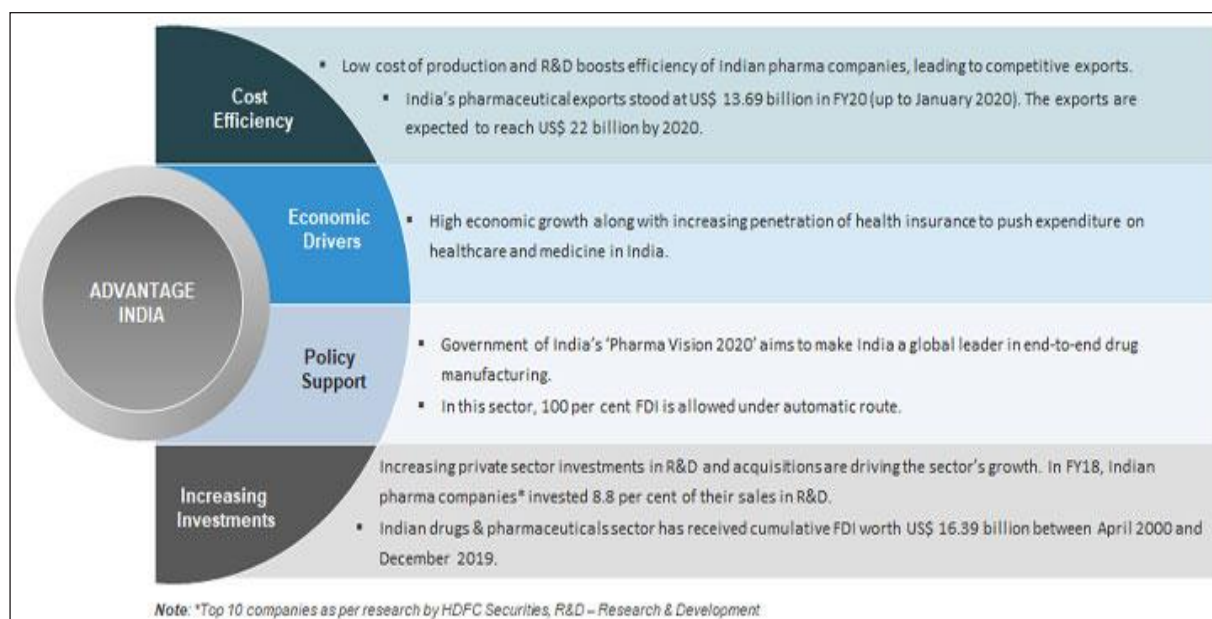 ADVANTAGE
INDIA
Cost
Efficiency
▪ Low cost of production and R&D boosts efficiency of Indian pharma companies, leading to competitive exports.
▪ India's pharmaceutical exports stood at US$ 13.69 billion in FY20 (up to January 2020). The exports are
expected to reach US$ 22 billion by 2020.
Economic
Drivers
▪ High economic growth along with increasing penetration of health insurance to push expenditure on
healthcare and medicine in India.
Policy
Support
▪ Government of India's 'Pharma Vision 2020' aims to make India a global leader in end-to-end drug
manufacturing.
▪ In this sector, 100 per cent FDI is allowed under automatic route.
Increasing
Investments
Increasing private sector investments in R&D and acquisitions are driving the sector's growth. In FY18, Indian
pharma companies* invested 8.8 per cent of their sales in R&D.
▪ Indian drugs & pharmaceuticals sector has received cumulative FDI worth US$ 16.39 billion between April 2000 and
December 2019.
Note: *Top 10 companies as per research by HDFC Securities, R&D – Research & Development